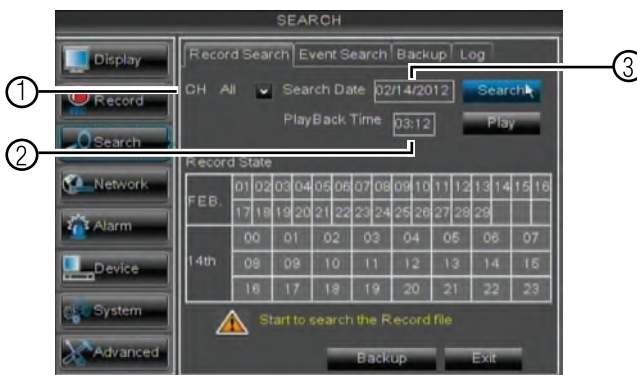 SEARCH
Display
Record
Search
Network
Alarm
Device
System
Advanced
Record Search Event Search Backup Log
CH All Search Date 02/14/2012 Search
PlayBack Time 03:12 Play
Record State
FEB. 01 02 03 04 05 06 07 08 09 10 11 12 13 14 15 16
17 18 19 20 21 22 23 24 25 26 27 28 29
14th 00 01 02 03 04 05 06 07
08 09 10 11 12 13 14 15
16 17 18 19 20 21 22 23
Start to search the Record file
Backup Exit
1
2
3